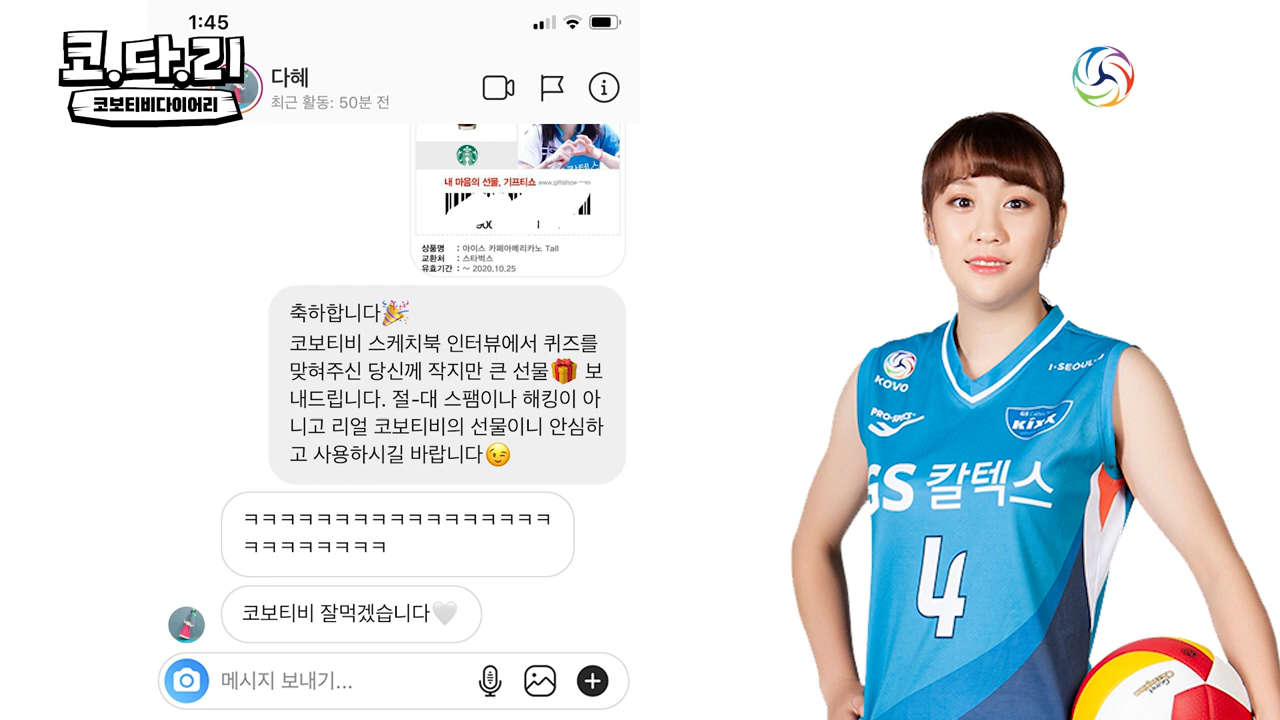 1:45
코.다.리
코보티비다이어리
다혜
최근 활동: 50분 전
내 마음의 선물, 기프티쇼
상품명 : 아이스 카페아메리카노 Tall
교환처 : 스타벅스
유효기간 : ~ 2020.10.25
축하합니다🎉
코보티비 스케치북 인터뷰에서 퀴즈를
맞혀주신 당신께 작지만 큰 선물🎁 보
내드립니다. 절-대 스팸이나 해킹이 아
니고 리얼 코보티비의 선물이니 안심하
고 사용하시길 바랍니다😉
ㅋㅋㅋㅋㅋㅋㅋㅋㅋㅋㅋㅋㅋㅋㅋㅋㅋ
ㅋㅋㅋㅋㅋㅋㅋㅋ
코보티비 잘먹겠습니다🤍
메시지 보내기...
KOVO
I·SEOUL·U
PRO-SPECS
GS Caltex
Kixx
GS 칼텍스
4
Grand
Champion